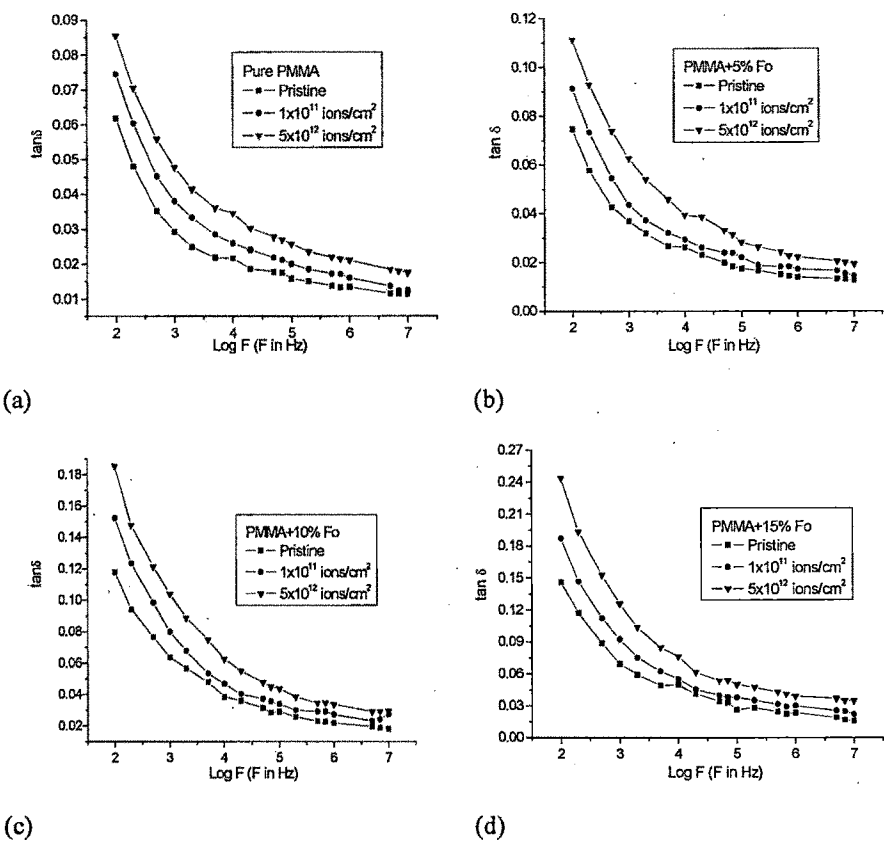 0.09
0.08
0.07
0.06
0.05
0.04
0.03
0.02
0.01
tanδ
Pure PMMA
Pristine
1x10¹¹ ions/cm²
5x10¹² ions/cm²
2 3 4 5 6 7
Log F (F in Hz)
(a)
0.12
0.10
0.08
0.06
0.04
0.02
0.00
tan δ
PMMA+5% Fo
Pristine
1x10¹¹ ions/cm²
5x10¹² ions/cm²
2 3 4 5 6 7
Log F (F in Hz)
(b)
0.18
0.16
0.14
0.12
0.10
0.08
0.06
0.04
0.02
tanδ
PMMA+10% Fo
Pristine
1x10¹¹ ions/cm²
5x10¹² ions/cm²
2 3 4 5 6 7
Log F (F in Hz)
(c)
0.27
0.24
0.21
0.18
0.15
0.12
0.09
0.06
0.03
0.00
tan δ
PMMA+15% Fo
Pristine
1x10¹¹ ions/cm²
5x10¹² ions/cm²
2 3 4 5 6 7
Log F (F in Hz)
(d)